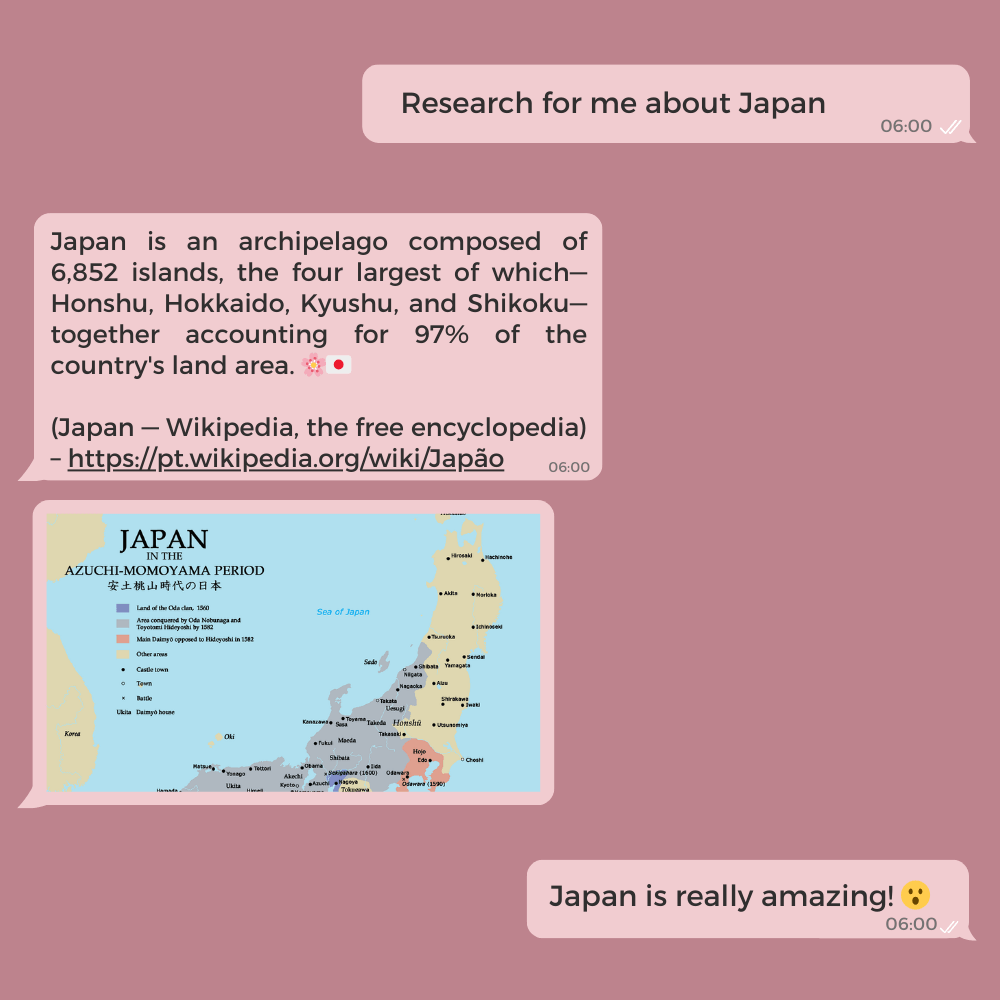 Research for me about Japan
06:00
Japan is an archipelago composed of
6,852 islands, the four largest of which—
Honshu, Hokkaido, Kyushu, and Shikoku—
together accounting for 97% of the
country's land area. 🌸🇯🇵
(Japan — Wikipedia, the free encyclopedia)
– https://pt.wikipedia.org/wiki/Japão
06:00
JAPAN
IN THE
AZUCHI-MOMOYAMA PERIOD
安土桃山時代の日本
Land of the Oda clan, 1560
Area conquered by Oda Nobunaga and
Toyotomi Hideyoshi by 1582
Main Daimyō opposed to Hideyoshi in 1582
Other areas
Castle town
Town
Battle
Ukita Daimyō house
Sea of Japan
Hirosaki
Hachinohe
Akita
Morioka
Ichinoseki
Tsuruoka
Sendai
Yamagata
Sado
Shibata
Niigata
Aizu
Nagaoka
Shirakawa
Iwaki
Takata
Uesugi
Kanazawa
Toyama
Sasa
Takeda
Honshū
Utsunomiya
Takasaki
Korea
Oki
Fukui
Maeda
Hojo
Shibata
Edo
Choshi
Matsue
Yonago
Tottori
Obama
Iida
Akechi
Sekigahara (1600)
Odawara
Ukita
Himeji
Kyoto
Azuchi
Nagoya
Odawara (1590)
Tokugawa
Hamada
Japan is really amazing! 😮
06:00